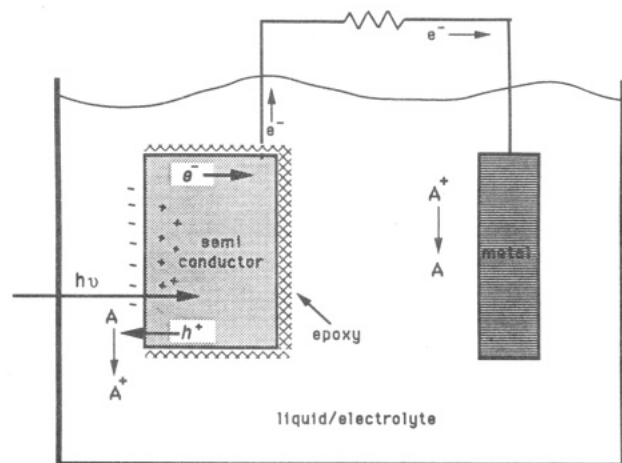 e⁻
e⁻
e⁻
A⁺
semi
conductor
A
metal
hυ
A
h⁺
epoxy
A⁺
liquid/electrolyte